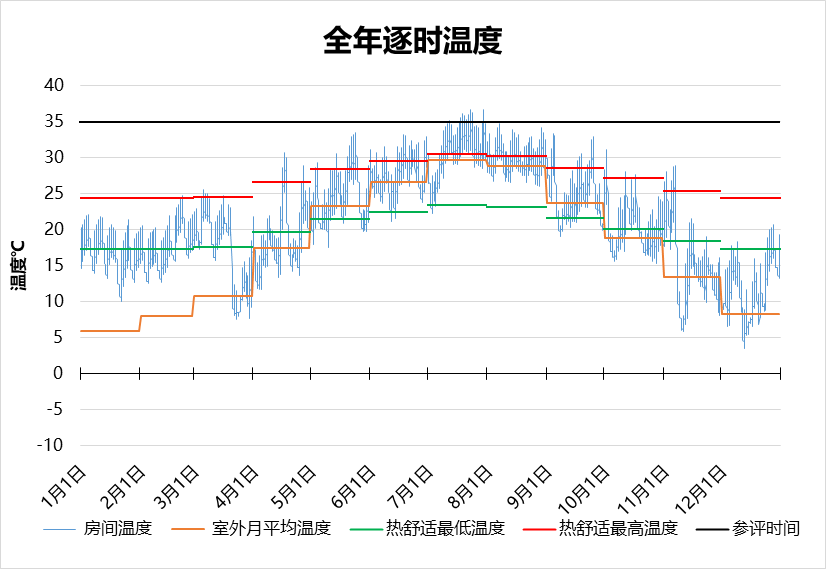 全年逐时温度
温度℃
40
35
30
25
20
15
10
5
0
-5
-10
1月1日
2月1日
3月1日
4月1日
5月1日
6月1日
7月1日
8月1日
9月1日
10月1日
11月1日
12月1日
房间温度 室外月平均温度 热舒适最低温度 热舒适最高温度 参评时间